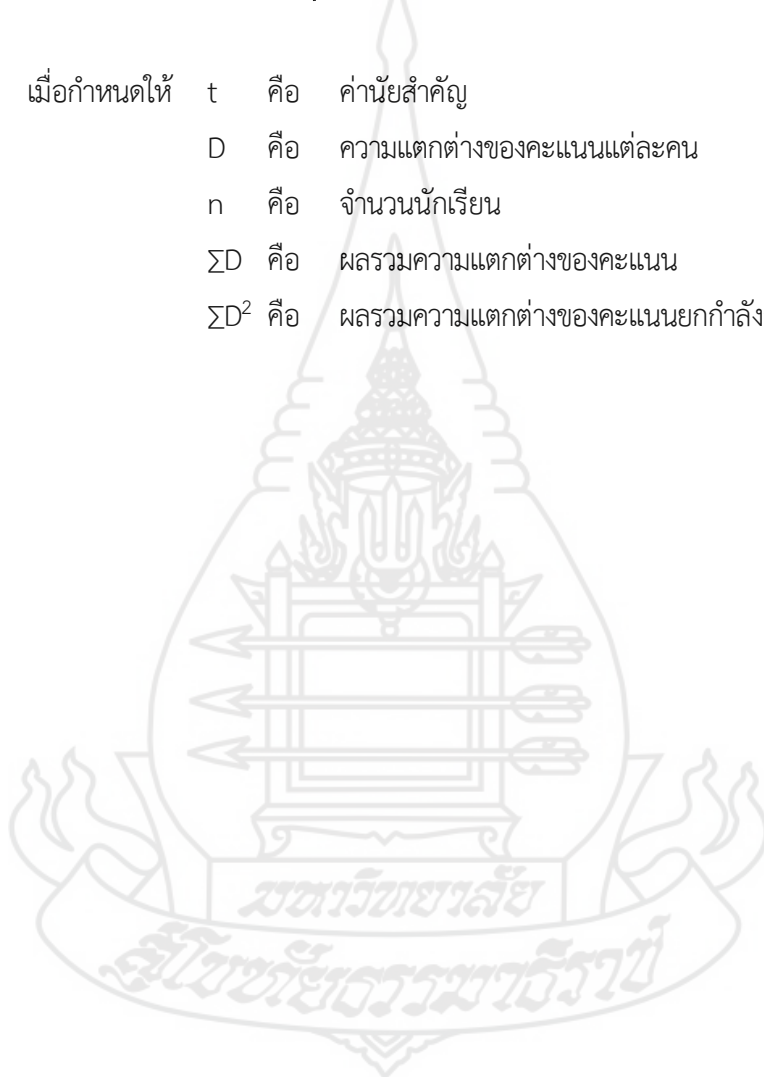 เมื่อกำหนดให้ t คือ ค่านัยสำคัญ
D คือ ความแตกต่างของคะแนนแต่ละคน
n คือ จำนวนนักเรียน
∑D คือ ผลรวมความแตกต่างของคะแนน
∑D² คือ ผลรวมความแตกต่างของคะแนนยกกำลัง
มหาวิทยาลัย
สุโขทัยธรรมาธิราช